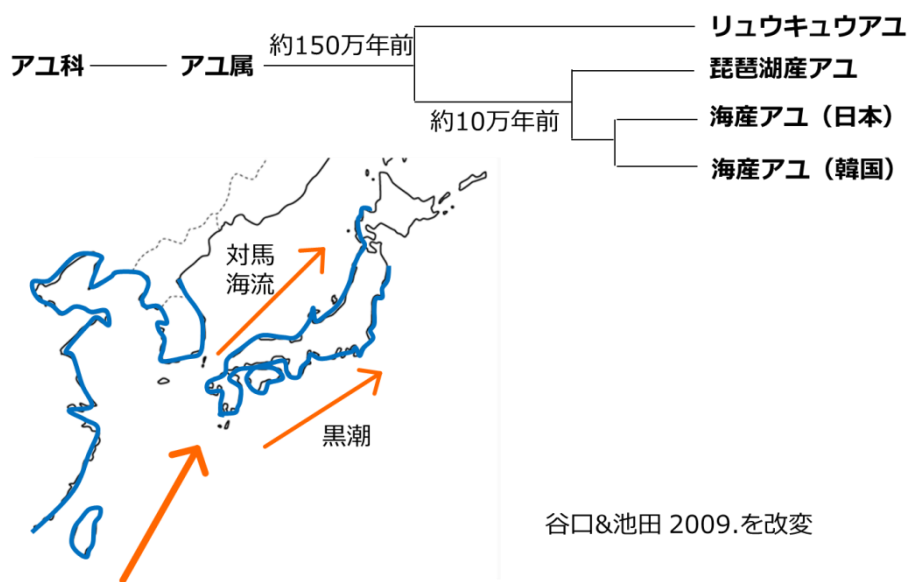 リュウキュウアユ
約150万年前
アユ科
アユ属
琵琶湖産アユ
約10万年前
海産アユ（日本）
海産アユ（韓国）
対馬
海流
黒潮
谷口&池田 2009.を改変